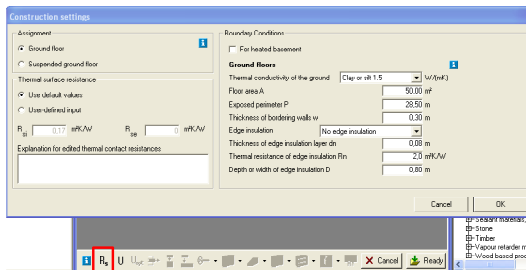 Construction settings
Assignment
Ground floor
Suspended ground floor
Thermal surface resistance
Use default values
User-defined input
Rsi 0,17 m²K/W Rse 0 m²K/W
Explanation for edited thermal contact resistances
Boundary Conditions
For heated basement
Ground floors
Thermal conductivity of the ground Clay or silt 1.5 W/(mK)
Floor area A 50,00 m²
Exposed perimeter P 28,50 m
Thickness of bordering walls w 0,30 m
Edge insulation No edge insulation
Thickness of edge insulation layer dn 0,08 m
Thermal resistance of edge insulation Rn 2,0 m²K/W
Depth or width of edge insulation D 0,80 m
Cancel OK
Sealant materials,
Stone
Timber
Vapour retarder m
Wood based prod
Rs U Cancel Ready